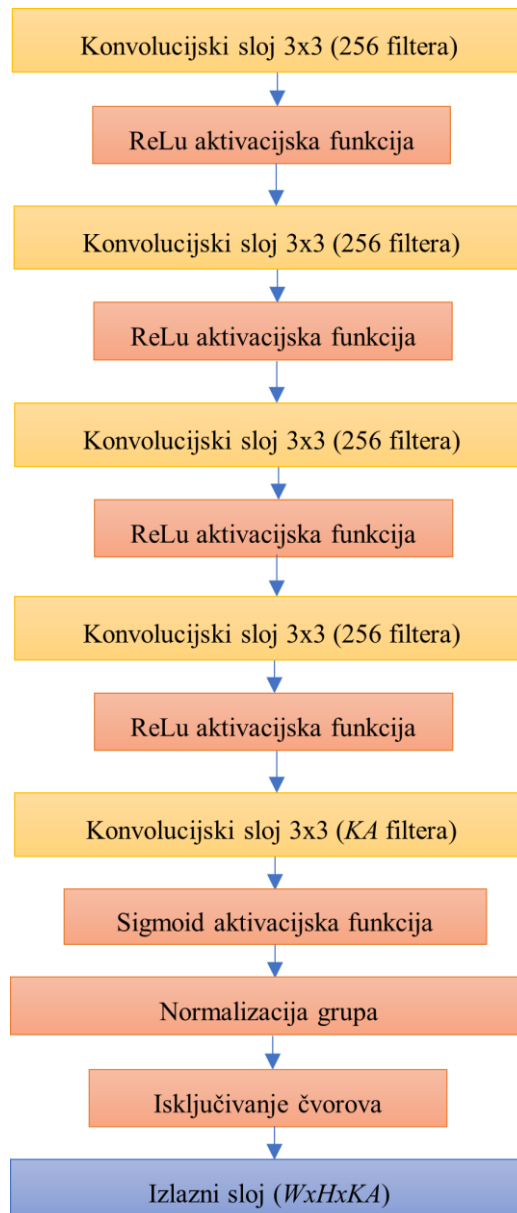 Konvolucijski sloj 3x3 (256 filtera)
ReLu aktivacijska funkcija
Konvolucijski sloj 3x3 (256 filtera)
ReLu aktivacijska funkcija
Konvolucijski sloj 3x3 (256 filtera)
ReLu aktivacijska funkcija
Konvolucijski sloj 3x3 (256 filtera)
ReLu aktivacijska funkcija
Konvolucijski sloj 3x3 (KA filtera)
Sigmoid aktivacijska funkcija
Normalizacija grupa
Isključivanje čvorova
Izlazni sloj (WxHxKA)